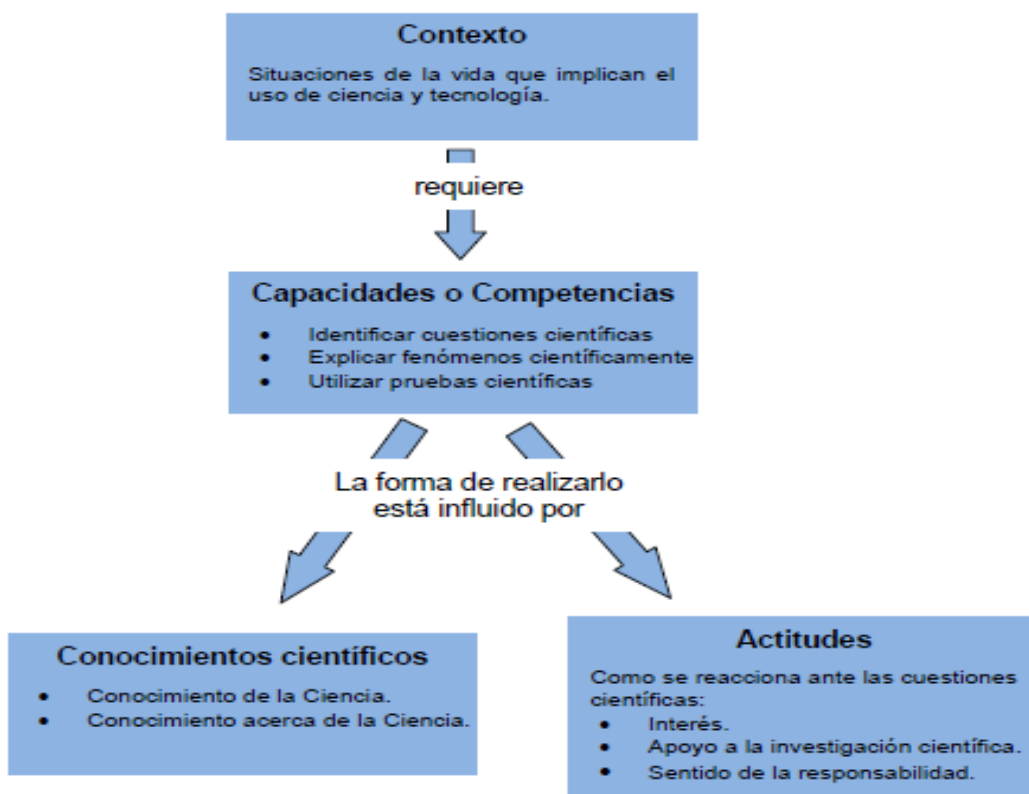 Contexto
Situaciones de la vida que implican el
uso de ciencia y tecnología.
requiere
Capacidades o Competencias
• Identificar cuestiones científicas
• Explicar fenómenos científicamente
• Utilizar pruebas científicas
La forma de realizarlo
está influido por
Conocimientos científicos
• Conocimiento de la Ciencia.
• Conocimiento acerca de la Ciencia.
Actitudes
Como se reacciona ante las cuestiones
científicas:
• Interés.
• Apoyo a la investigación científica.
• Sentido de la responsabilidad.